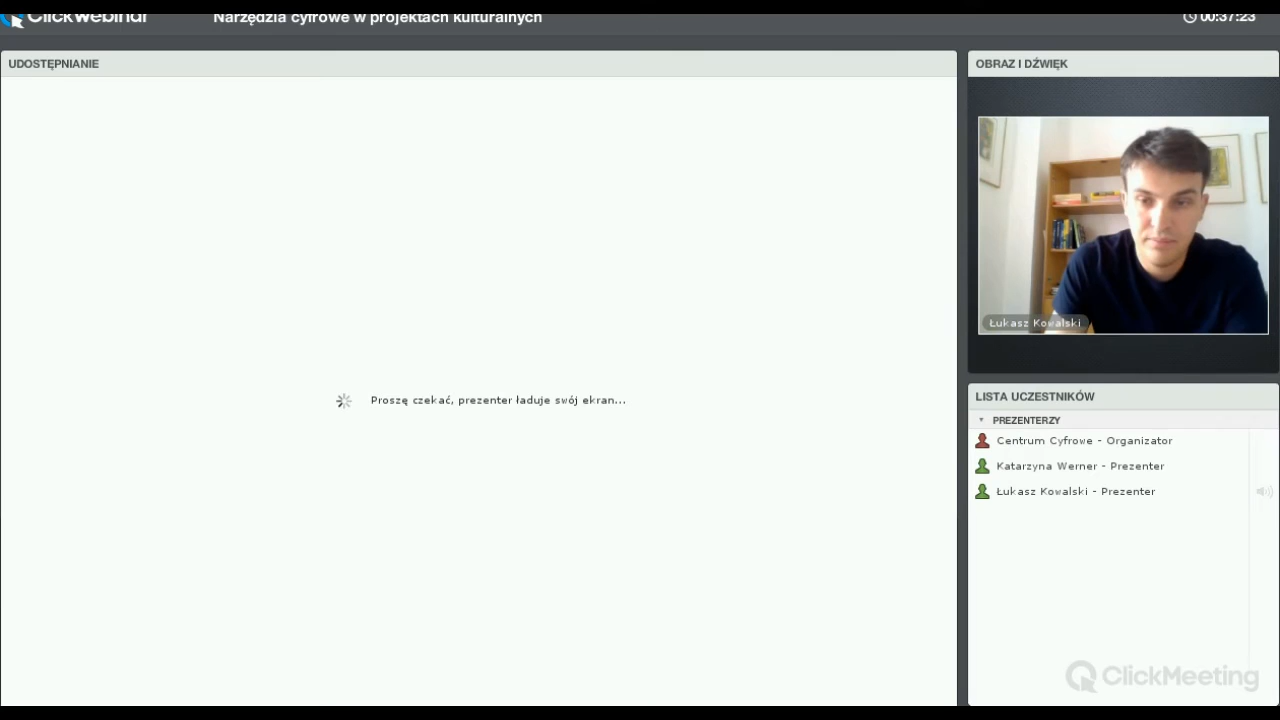 ClickWebinar
Narzędzia cyfrowe w projektach kulturalnych
00:37:23
UDOSTĘPNIANIE
Proszę czekać, prezenter ładuje swój ekran...
OBRAZ I DŹWIĘK
Łukasz Kowalski
LISTA UCZESTNIKÓW
PREZENTERZY
Centrum Cyfrowe - Organizator
Katarzyna Werner - Prezenter
Łukasz Kowalski - Prezenter
ClickMeeting